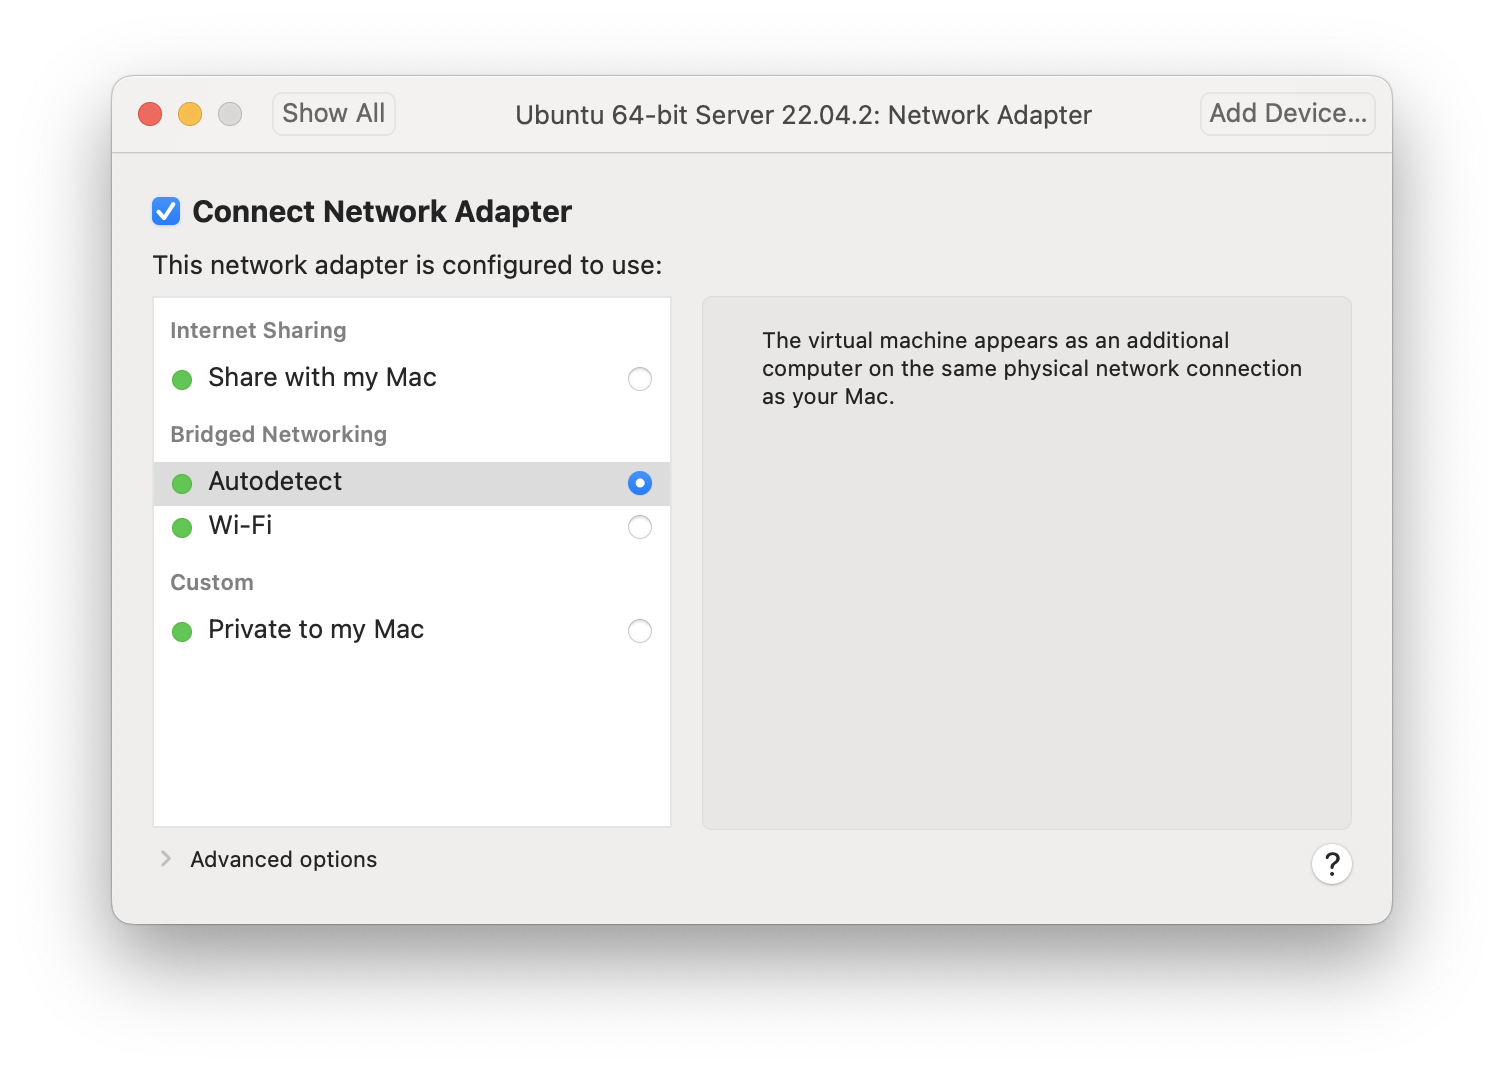 Show All
Ubuntu 64-bit Server 22.04.2: Network Adapter
Add Device...
Connect Network Adapter
This network adapter is configured to use:
Internet Sharing
Share with my Mac
Bridged Networking
Autodetect
Wi-Fi
Custom
Private to my Mac
The virtual machine appears as an additional
computer on the same physical network connection
as your Mac.
Advanced options
?